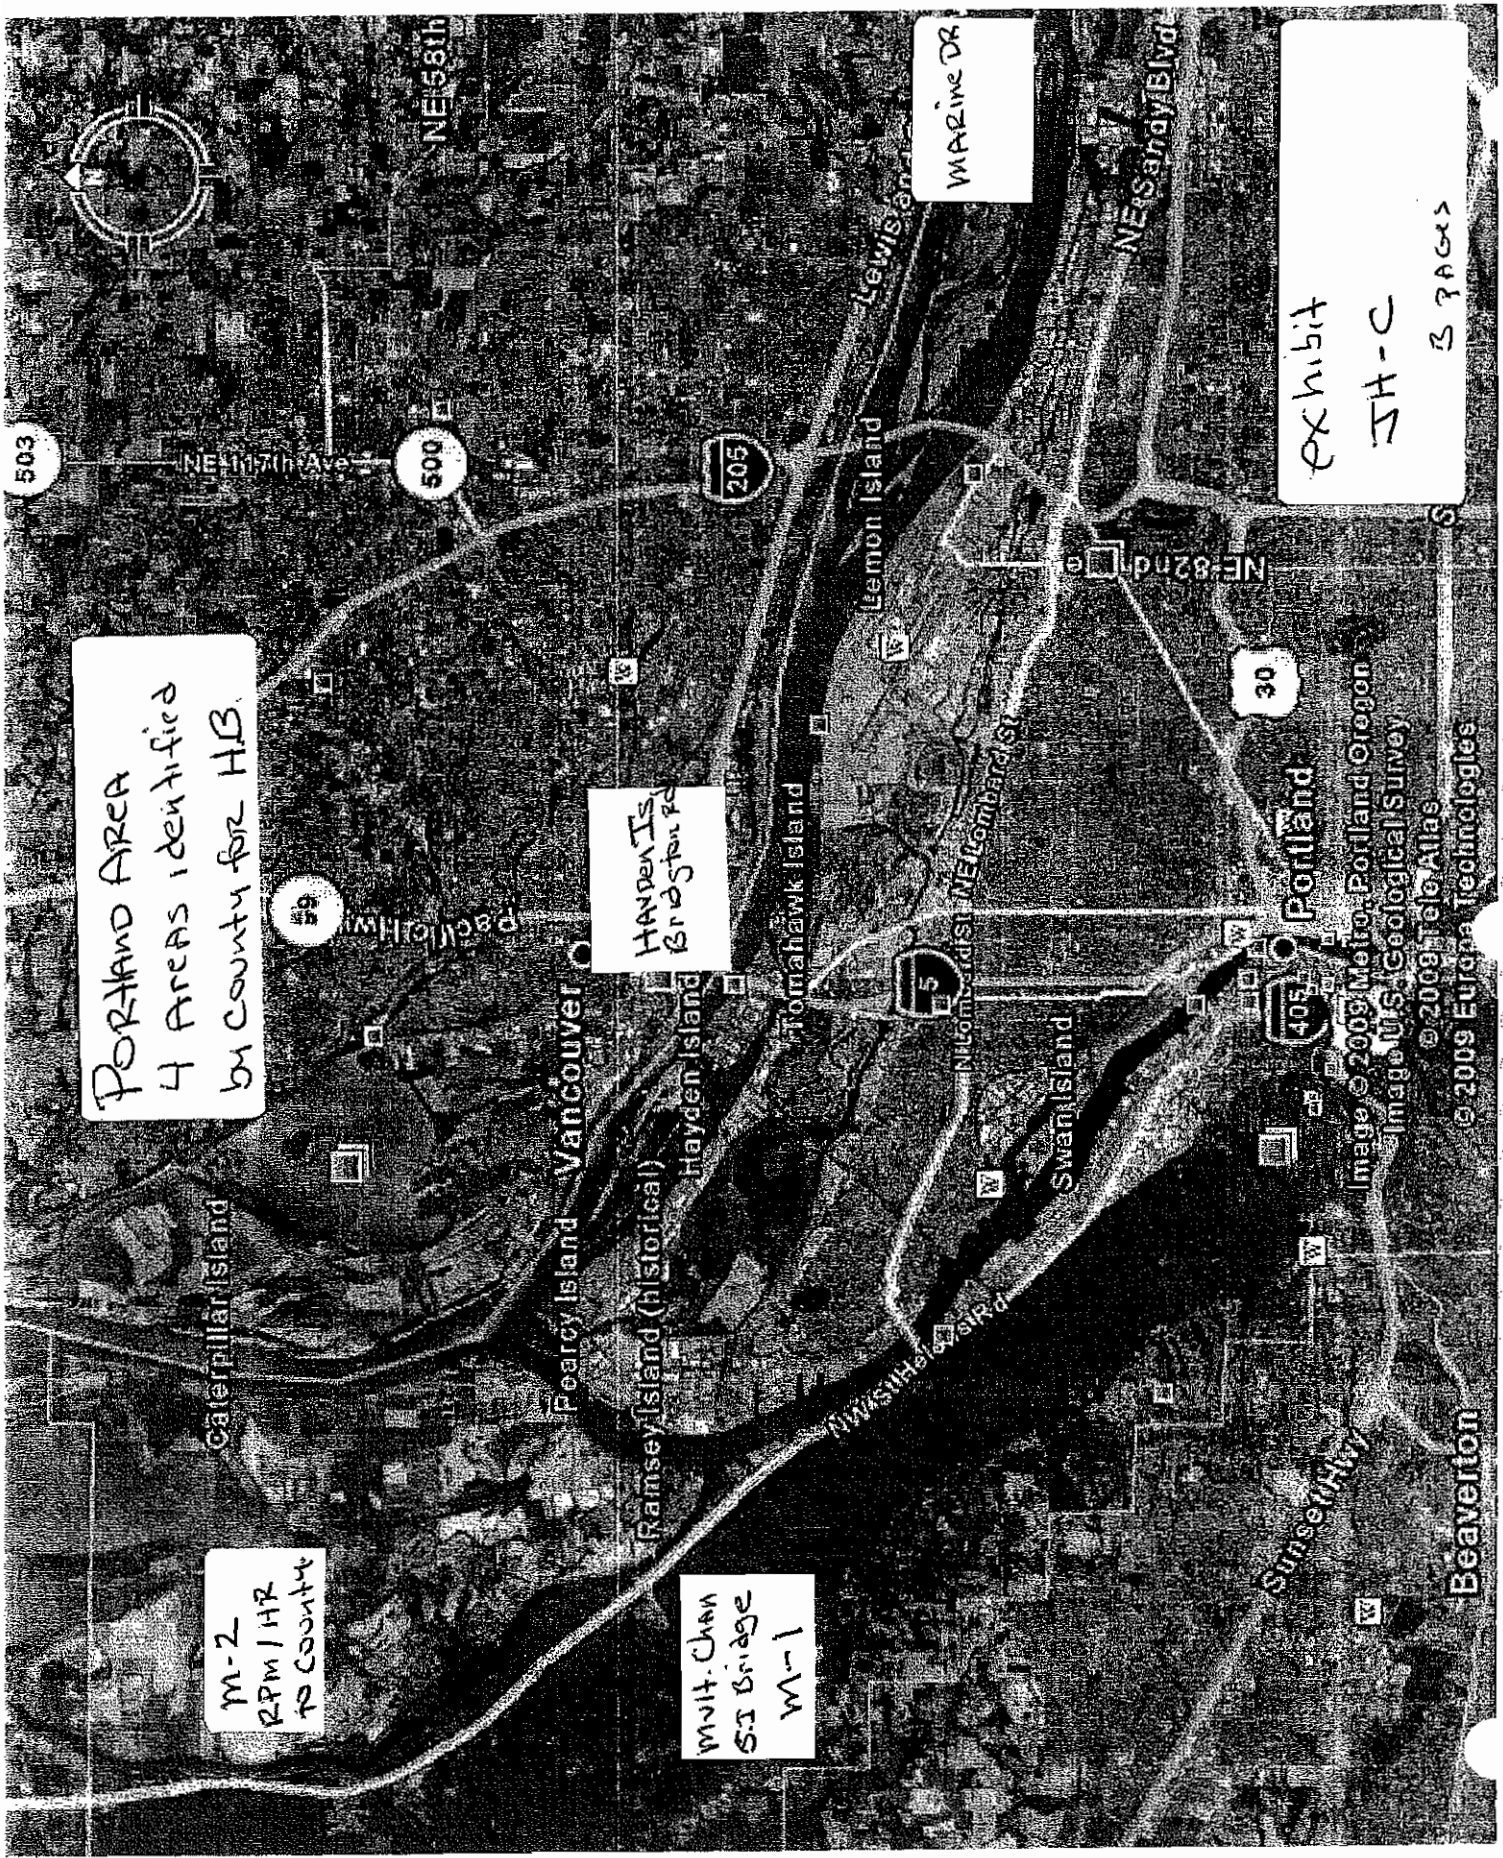 503
NE 117th Ave
500
NE 58th
PORTLAND AREA
4 AREAS identified
by County for H.B.
Pacific Hwy
205
Lewis and
MARINE DR
HAYDEN Is,
Bridgton Rd
Caterpillar Island
Vancouver
Pearcy Island
Hayden Island
Ramsey Island (historical)
Tomahawk Island
Lemon Island
M-2
RPM / HR
to County
Mult. Chan
S.I Bridge
M-1
N Lombard St
NE Lombard St
5
NE Sandy Blvd
NE 82nd
Swan Island
NW St Helens Rd
30
Portland
405
Sunset Hwy
Beaverton
Image © 2009 Metro, Portland Oregon
Image U.S. Geological Survey
© 2009 Tele Atlas
© 2009 Europa Technologies
exhibit
JH-C
3 PAGES